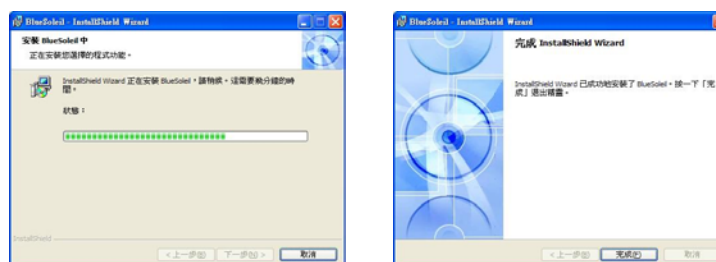 BlueSoleil - InstallShield Wizard
安裝 BlueSoleil 中
正在安裝您選擇的程式功能。
InstallShield Wizard 正在安裝 BlueSoleil，請稍候。這需要幾分鐘的時
間。
狀態：
InstallShield
<上一步(B)
下一步(N)>
取消
BlueSoleil - InstallShield Wizard
完成 InstallShield Wizard
InstallShield Wizard 已成功地安裝了 BlueSoleil。按一下「完
成」退出精靈。
<上一步(B)
完成(F)
取消